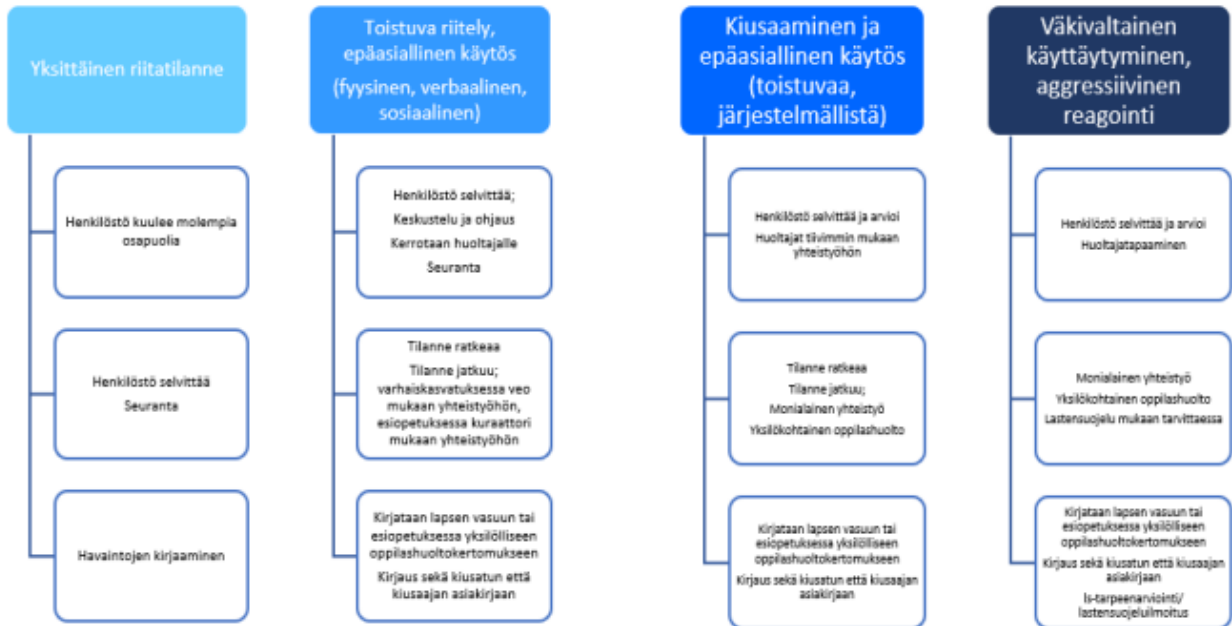 Yksittäinen riitatilanne
Henkilöstö kuulee molempia
osapuolia
Henkilöstö selvittää
Seuranta
Havaintojen kirjaaminen
Toistuva riitely,
epäasiallinen käytös
(fyysinen, verbaalinen,
sosiaalinen)
Henkilöstö selvittää;
Keskustelu ja ohjaus
Kerrotaan huoltajalle
Seuranta
Tilanne ratkeaa
Tilanne jatkuu;
varhaiskasvatuksessa veo
mukaan yhteistyöhön,
esiopetuksessa kuraattori
mukaan yhteistyöhön
Kirjataan lapsen vasuun tai
esiopetuksessa yksilölliseen
oppilashuoltokertomukseen
Kirjaus sekä kiusatun että
kiusaajan asiakirjaan
Kiusaaminen ja
epäasiallinen käytös
(toistuvaa,
järjestelmällistä)
Henkilöstö selvittää ja arvioi
Huoltajat tiivimmin mukaan
yhteistyöhön
Tilanne ratkeaa
Tilanne jatkuu;
Monialainen yhteistyö
Yksilökohtainen oppilashuolto
Kirjataan lapsen vasuun tai
esiopetuksessa yksilölliseen
oppilashuoltokertomukseen
Kirjaus sekä kiusatun että kiusaajan
asiakirjaan
Väkivaltainen
käyttäytyminen,
aggressiivinen
reagointi
Henkilöstö selvittää ja arvioi
Huoltajatapaaminen
Monialainen yhteistyö
Yksilökohtainen oppilashuolto
Lastensuojelu mukaan tarvittaessa
Kirjataan lapsen vasuun tai
esiopetuksessa yksilölliseen
oppilashuoltokertomukseen
Kirjaus sekä kiusatun että kiusaajan
asiakirjaan
ls-tarpeenarviointi/
lastensuojeluilmoitus